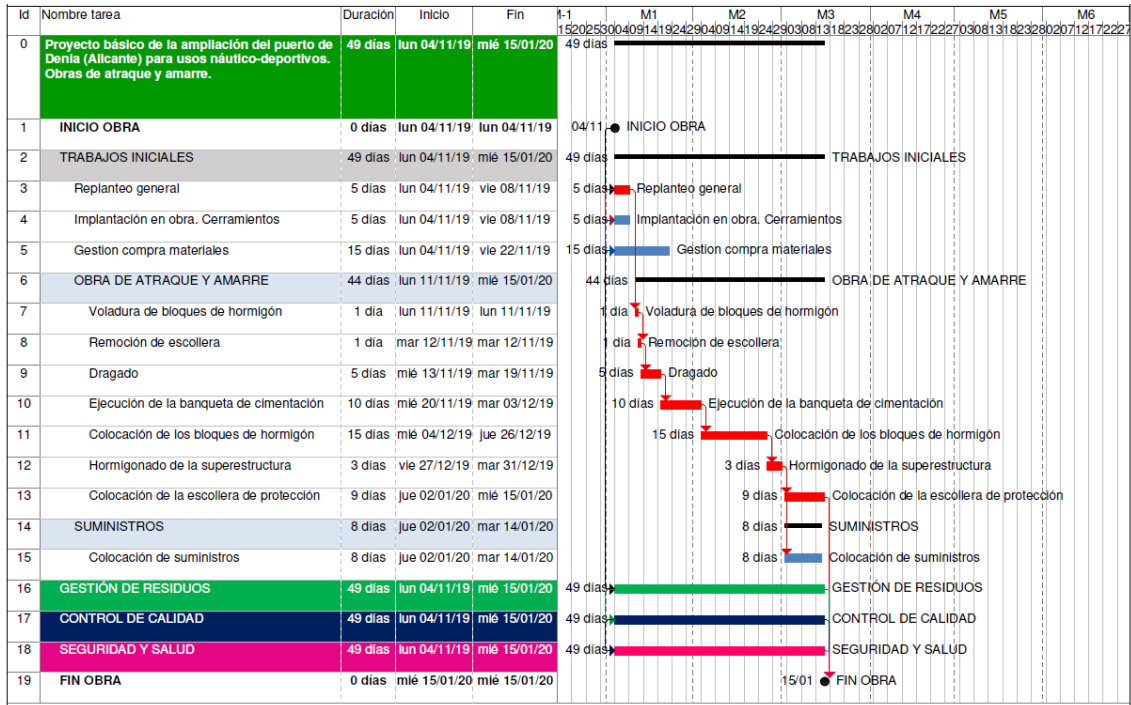 Id Nombre tarea Duración Inicio Fin M-1 M1 M2 M3 M4 M5 M6
15202530040914192429040914192429030813182328020712172227030813182328020712172227
0 Proyecto básico de la ampliación del puerto de 49 días lun 04/11/19 mié 15/01/20 49 días
Denia (Alicante) para usos náutico-deportivos.
Obras de atraque y amarre.
1 INICIO OBRA 0 días lun 04/11/19 lun 04/11/19 04/11 INICIO OBRA
2 TRABAJOS INICIALES 49 días lun 04/11/19 mié 15/01/20 49 días TRABAJOS INICIALES
3 Replanteo general 5 días lun 04/11/19 vie 08/11/19 5 días Replanteo general
4 Implantación en obra. Cerramientos 5 días lun 04/11/19 vie 08/11/19 5 días Implantación en obra. Cerramientos
5 Gestion compra materiales 15 días lun 04/11/19 vie 22/11/19 15 días Gestion compra materiales
6 OBRA DE ATRAQUE Y AMARRE 44 días lun 11/11/19 mié 15/01/20 44 días OBRA DE ATRAQUE Y AMARRE
7 Voladura de bloques de hormigón 1 día lun 11/11/19 lun 11/11/19 1 día Voladura de bloques de hormigón
8 Remoción de escollera 1 día mar 12/11/19 mar 12/11/19 1 día Remoción de escollera
9 Dragado 5 días mié 13/11/19 mar 19/11/19 5 días Dragado
10 Ejecución de la banqueta de cimentación 10 días mié 20/11/19 mar 03/12/19 10 días Ejecución de la banqueta de cimentación
11 Colocación de los bloques de hormigón 15 días mié 04/12/19 jue 26/12/19 15 días Colocación de los bloques de hormigón
12 Hormigonado de la superestructura 3 días vie 27/12/19 mar 31/12/19 3 días Hormigonado de la superestructura
13 Colocación de la escollera de protección 9 días jue 02/01/20 mié 15/01/20 9 días Colocación de la escollera de protección
14 SUMINISTROS 8 días jue 02/01/20 mar 14/01/20 8 días SUMINISTROS
15 Colocación de suministros 8 días jue 02/01/20 mar 14/01/20 8 días Colocación de suministros
16 GESTIÓN DE RESIDUOS 49 días lun 04/11/19 mié 15/01/20 49 días GESTIÓN DE RESIDUOS
17 CONTROL DE CALIDAD 49 días lun 04/11/19 mié 15/01/20 49 días CONTROL DE CALIDAD
18 SEGURIDAD Y SALUD 49 días lun 04/11/19 mié 15/01/20 49 días SEGURIDAD Y SALUD
19 FIN OBRA 0 días mié 15/01/20 mié 15/01/20 15/01 FIN OBRA